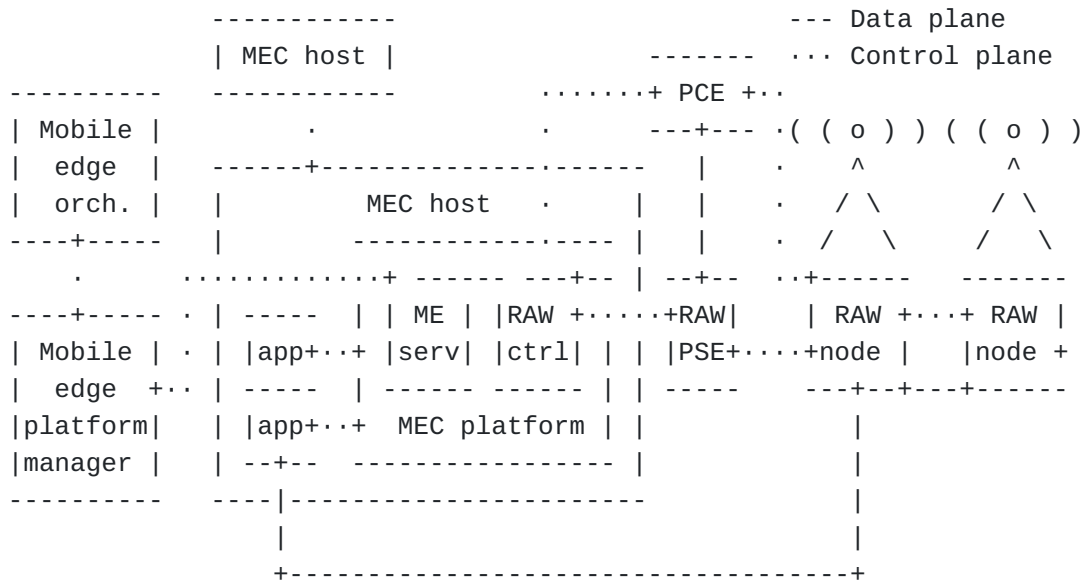 ------------ --- Data plane
| MEC host | ------- ··· Control plane
---------- ------------ ·······+ PCE +··
| Mobile | · · ---+--- ·( ( o ) ) ( ( o ) )
| edge | ------+--------------·------ | · ^ ^
| orch. | | MEC host · | | · / \ / \
----+----- | ------------·---- | | · / \ / \
· ·············+ ------ ---+-- | --+-- ··+------ -------
----+----- · | ----- | | ME | |RAW +·····+RAW| | RAW +···+ RAW |
| Mobile | · | |app+··+ |serv| |ctrl| | | |PSE+····+node | |node +
| edge +·· | ----- | ------ ------ | | ----- ---+--+---+------
|platform| | |app+··+ MEC platform | | |
|manager | | --+-- ----------------- | |
---------- ----|----------------------- |
| |
+-------------------------------------+